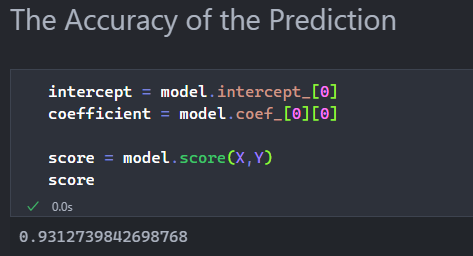 The Accuracy of the Prediction
intercept = model.intercept_[0]
coefficient = model.coef_[0][0]
score = model.score(X,Y)
score
✓ 0.0s
0.9312739842698768